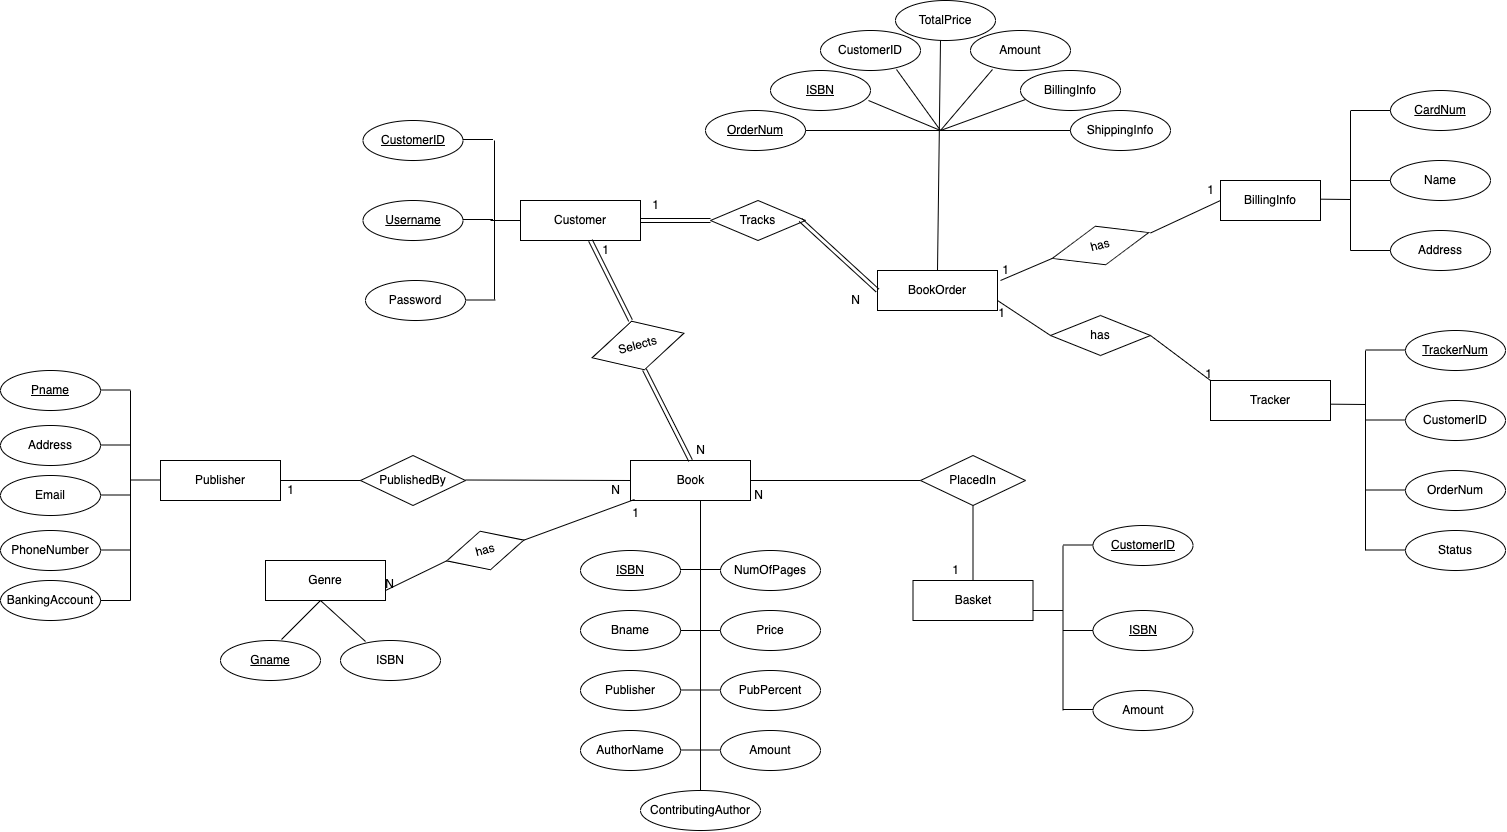 TotalPrice
CustomerID
Amount
ISBN
BillingInfo
OrderNum
ShippingInfo
CardNum
Name
Address
1
BillingInfo
has
1
CustomerID
Username
Password
Customer
1
Tracks
1
N
BookOrder
1
has
1
Tracker
TrackerNum
CustomerID
OrderNum
Status
Selects
N
Pname
Address
Email
PhoneNumber
BankingAccount
Publisher
1
PublishedBy
N
Book
N
PlacedIn
1
1
has
N
Genre
Gname
ISBN
ISBN
NumOfPages
Bname
Price
Publisher
PubPercent
AuthorName
Amount
ContributingAuthor
Basket
CustomerID
ISBN
Amount